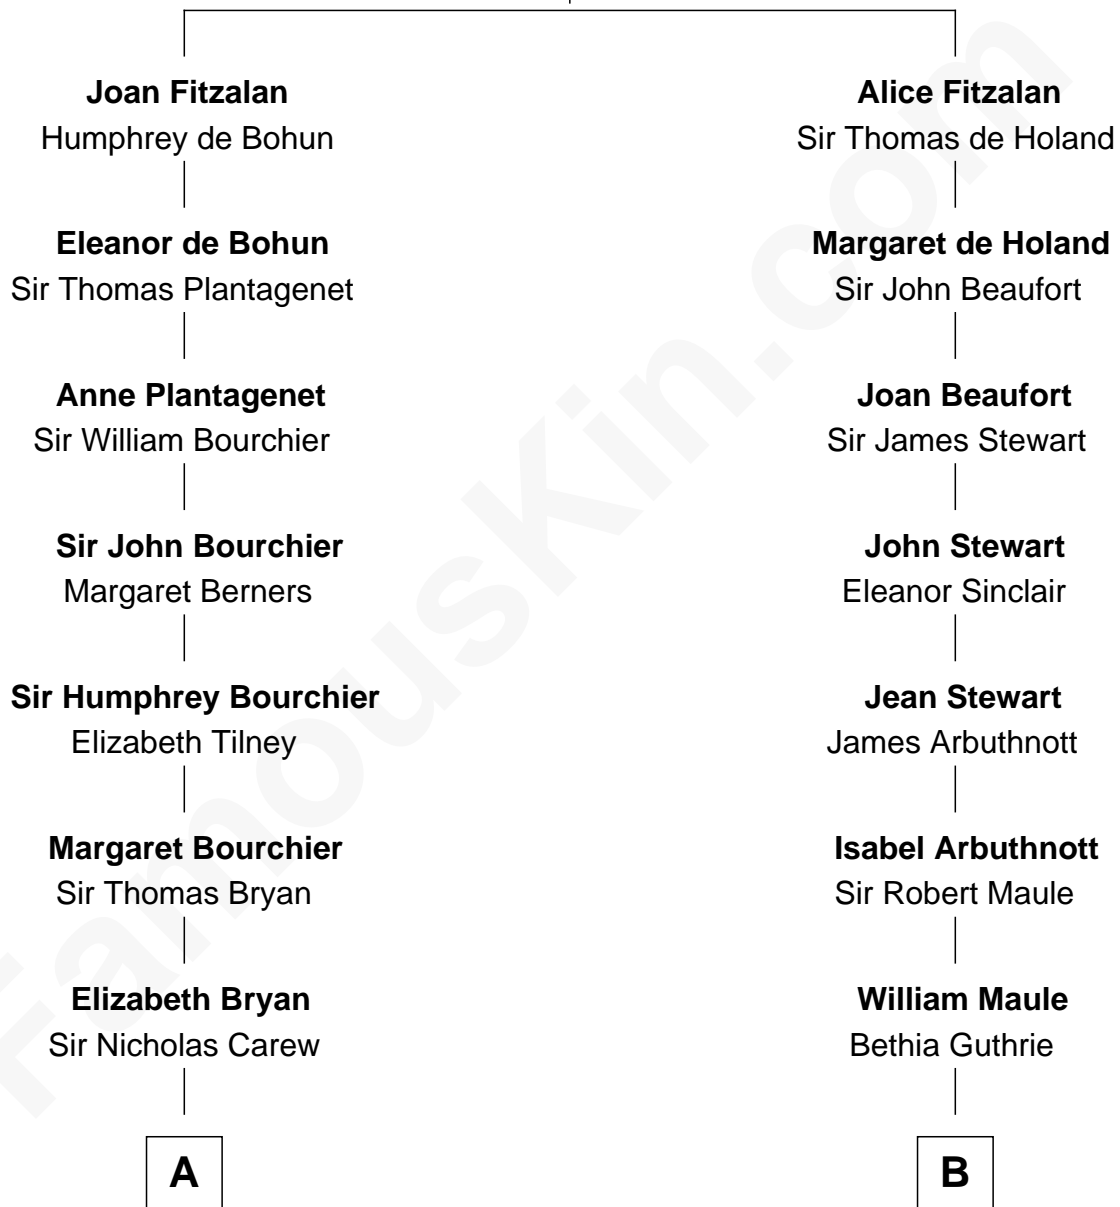 Joan Fitzalan
Humphrey de Bohun
Eleanor de Bohun
Sir Thomas Plantagenet
Anne Plantagenet
Sir William Bourchier
Sir John Bourchier
Margaret Berners
Sir Humphrey Bourchier
Elizabeth Tilney
Margaret Bourchier
Sir Thomas Bryan
Elizabeth Bryan
Sir Nicholas Carew
A
Alice Fitzalan
Sir Thomas de Holand
Margaret de Holand
Sir John Beaufort
Joan Beaufort
Sir James Stewart
John Stewart
Eleanor Sinclair
Jean Stewart
James Arbuthnott
Isabel Arbuthnott
Sir Robert Maule
William Maule
Bethia Guthrie
B
FamousKin.com